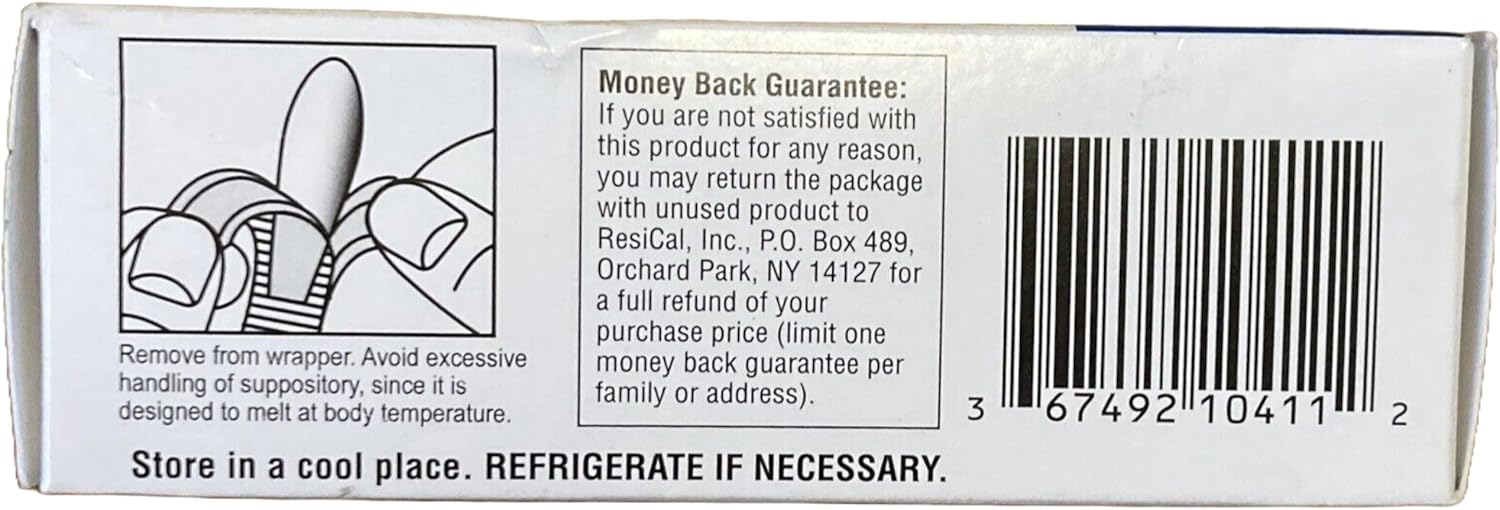 Remove from wrapper. Avoid excessive
handling of suppository, since it is
designed to melt at body temperature.
Money Back Guarantee:
If you are not satisfied with
this product for any reason,
you may return the package
with unused product to
ResiCal, Inc., P.O. Box 489,
Orchard Park, NY 14127 for
a full refund of your
purchase price (limit one
money back guarantee per
family or address).
3 67492 10411 2
Store in a cool place. REFRIGERATE IF NECESSARY.